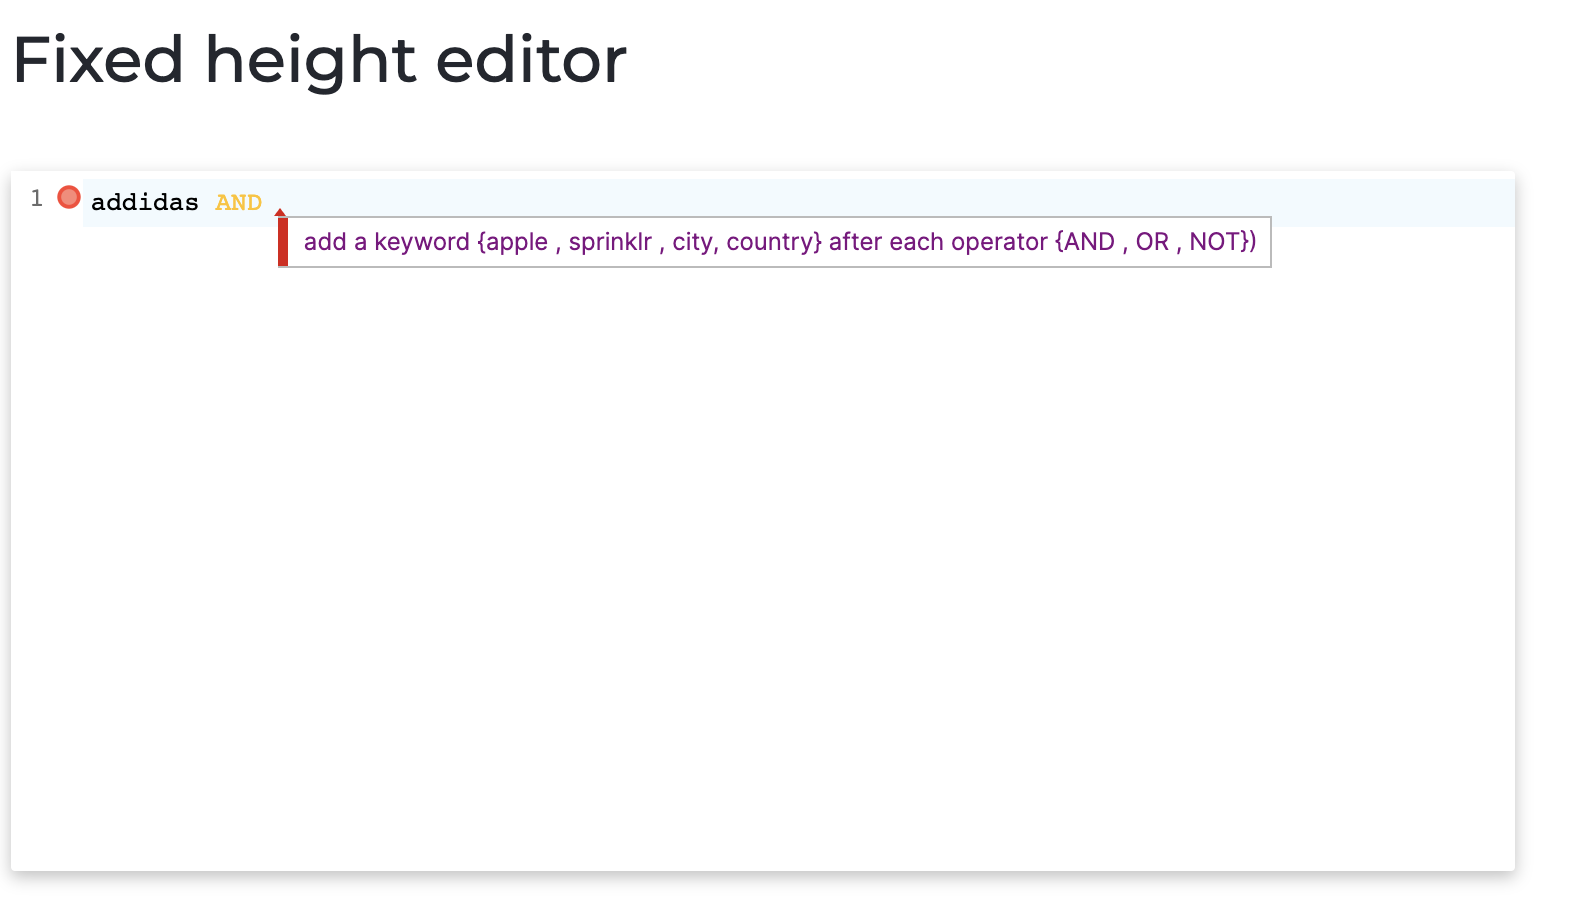 Fixed height editor
1 addidas AND
add a keyword {apple , sprinklr , city, country} after each operator {AND , OR , NOT})